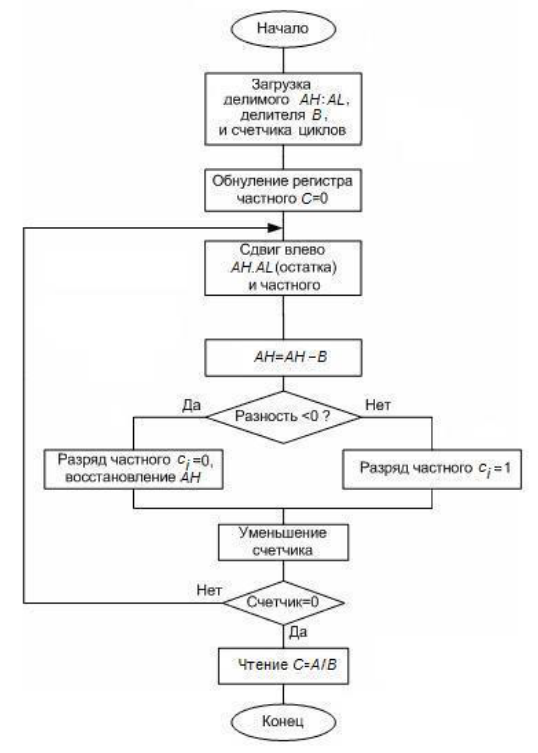 Начало
Загрузка
делимого AH:AL,
делителя B,
и счетчика циклов
Обнуление регистра
частного C=0
Сдвиг влево
AH.AL(остатка)
и частного
AH=AH–B
Да
Разность <0 ?
Нет
Разряд частного ci=0,
восстановление AH
Разряд частного ci=1
Уменьшение
счетчика
Нет
Счетчик=0
Да
Чтение C=A/B
Конец